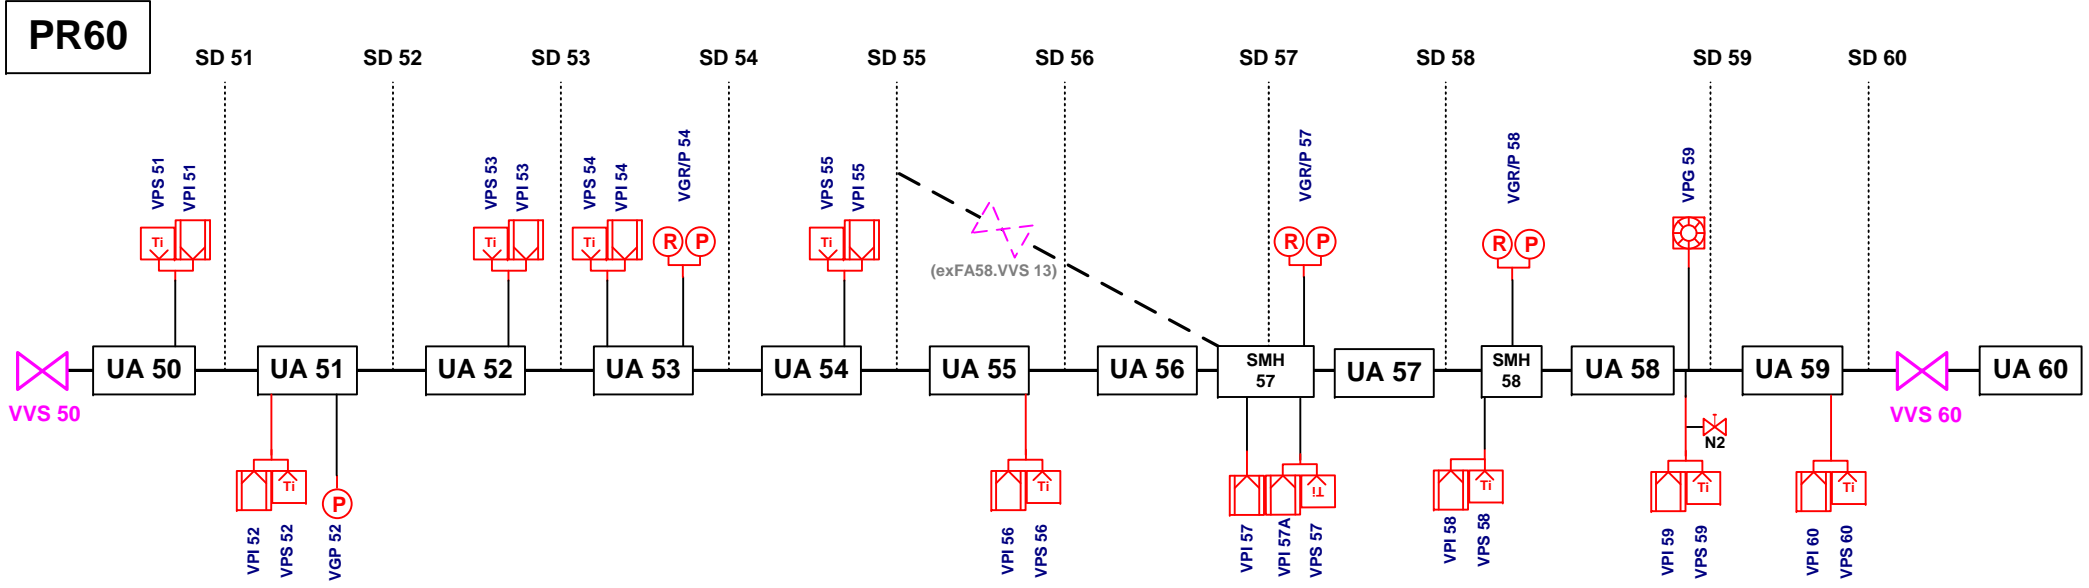 PR60
SD 51
SD 52
SD 53
SD 54
SD 55
SD 56
SD 57
SD 58
SD 59
SD 60
VPS 51
VPI 51
VPS 53
VPI 53
VPS 54
VPI 54
VGR/P 54
VPS 55
VPI 55
VGR/P 57
VGR/P 58
VPG 59
Ti
Ti
Ti
R
P
Ti
R
P
R
P
(exFA58.VVS 13)
VVS 50
UA 50
UA 51
UA 52
UA 53
UA 54
UA 55
UA 56
SMH
57
UA 57
SMH
58
UA 58
UA 59
VVS 60
UA 60
N2
Ti
P
Ti
Ti
Ti
Ti
Ti
VPI 52
VPS 52
VGP 52
VPI 56
VPS 56
VPI 57
VPI 57A
VPS 57
VPI 58
VPS 58
VPI 59
VPS 59
VPI 60
VPS 60